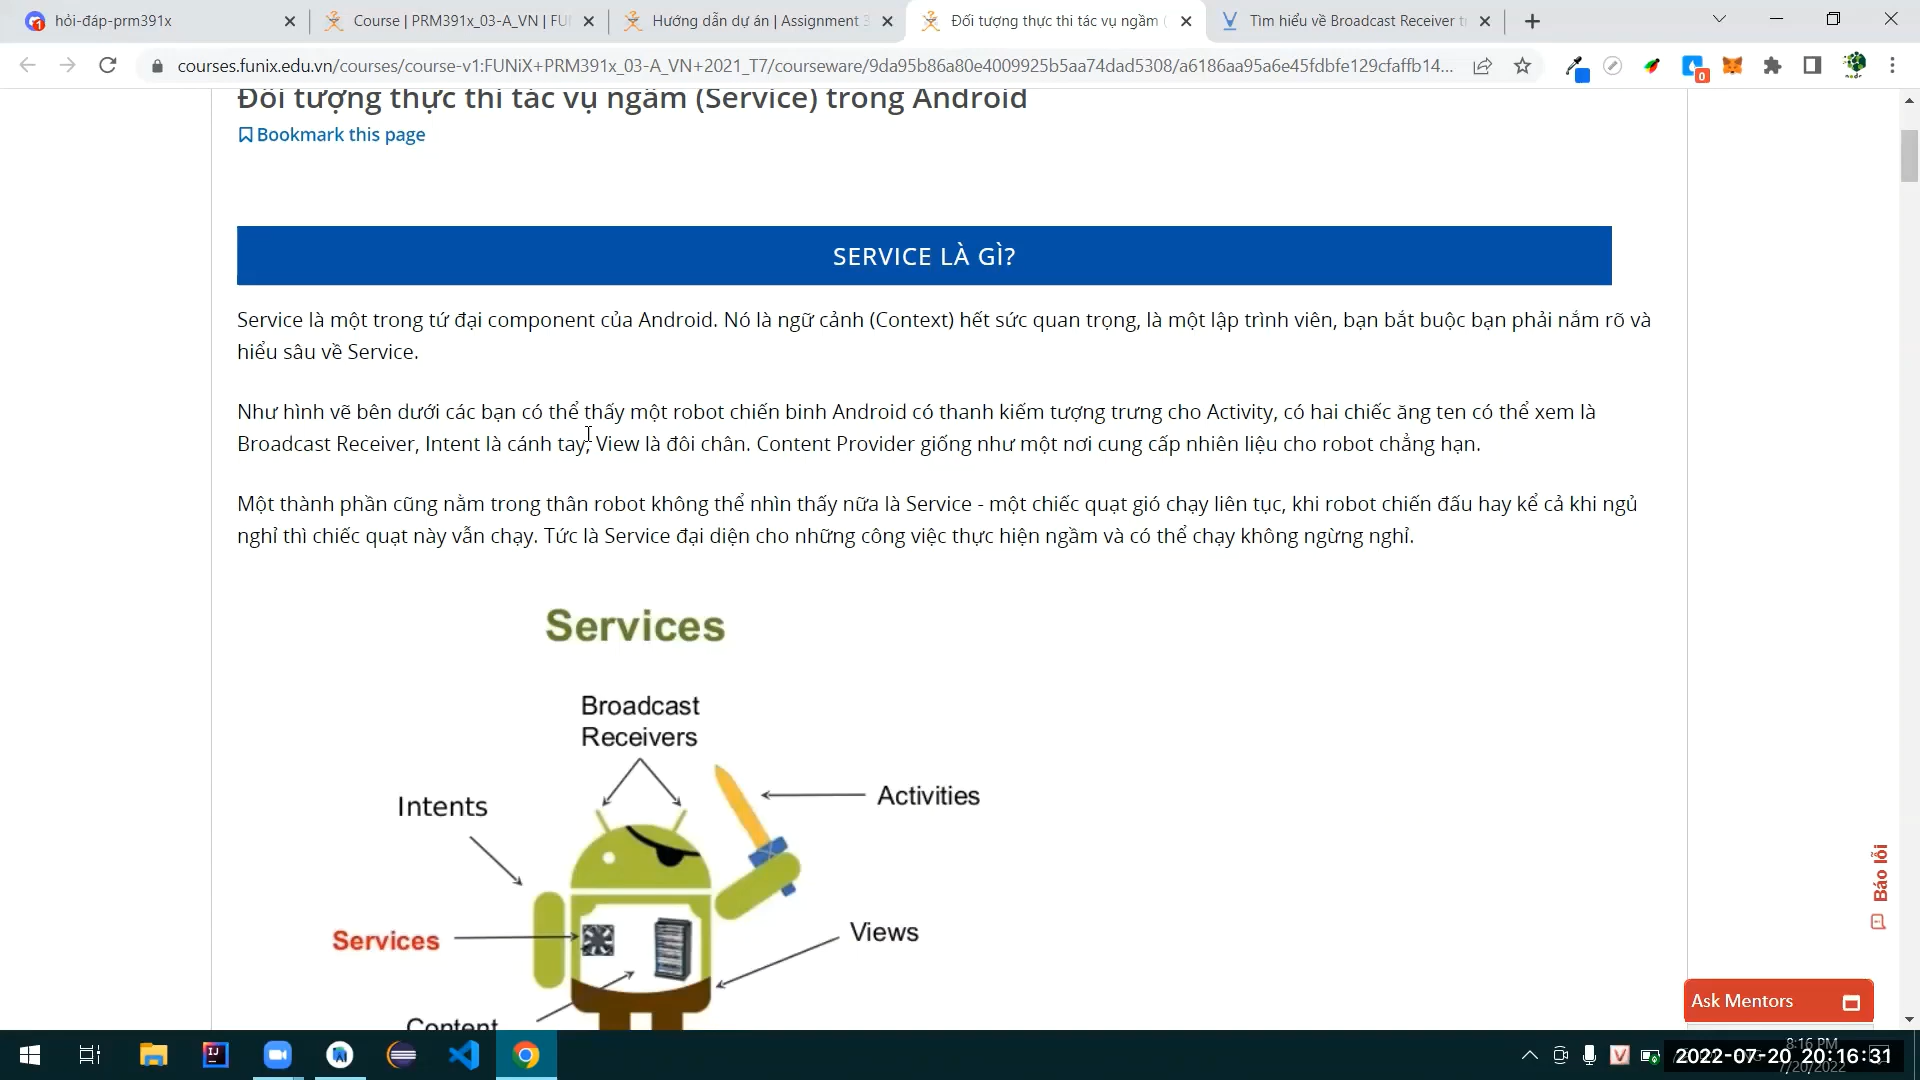 hỏi-đáp-prm391x
Course | PRM391x_03-A_VN | FU
Hướng dẫn dự án | Assignment 3
Đối tượng thực thi tác vụ ngầm
Tìm hiểu về Broadcast Receiver t
courses.funix.edu.vn/courses/course-v1:FUNiX+PRM391x_03-A_VN+2021_T7/courseware/9da95b86a80e4009925b5aa74dad5308/a6186aa95a6e45fdbfe129cfaffb14...
0
Đối tượng thực thi tác vụ ngầm (Service) trong Android
Bookmark this page
SERVICE LÀ GÌ?
Service là một trong tứ đại component của Android. Nó là ngữ cảnh (Context) hết sức quan trọng, là một lập trình viên, bạn bắt buộc bạn phải nắm rõ và
hiểu sâu về Service.
Như hình vẽ bên dưới các bạn có thể thấy một robot chiến binh Android có thanh kiếm tượng trưng cho Activity, có hai chiếc ăng ten có thể xem là
Broadcast Receiver, Intent là cánh tay, View là đôi chân. Content Provider giống như một nơi cung cấp nhiên liệu cho robot chẳng hạn.
Một thành phần cũng nằm trong thân robot không thể nhìn thấy nữa là Service - một chiếc quạt gió chạy liên tục, khi robot chiến đấu hay kể cả khi ngủ
nghỉ thì chiếc quạt này vẫn chạy. Tức là Service đại diện cho những công việc thực hiện ngầm và có thể chạy không ngừng nghỉ.
Services
Broadcast
Receivers
Activities
Intents
Views
Services
Content
Báo lỗi
Ask Mentors
8:16 PM
2022-07-20 20:16:31
7/20/2022